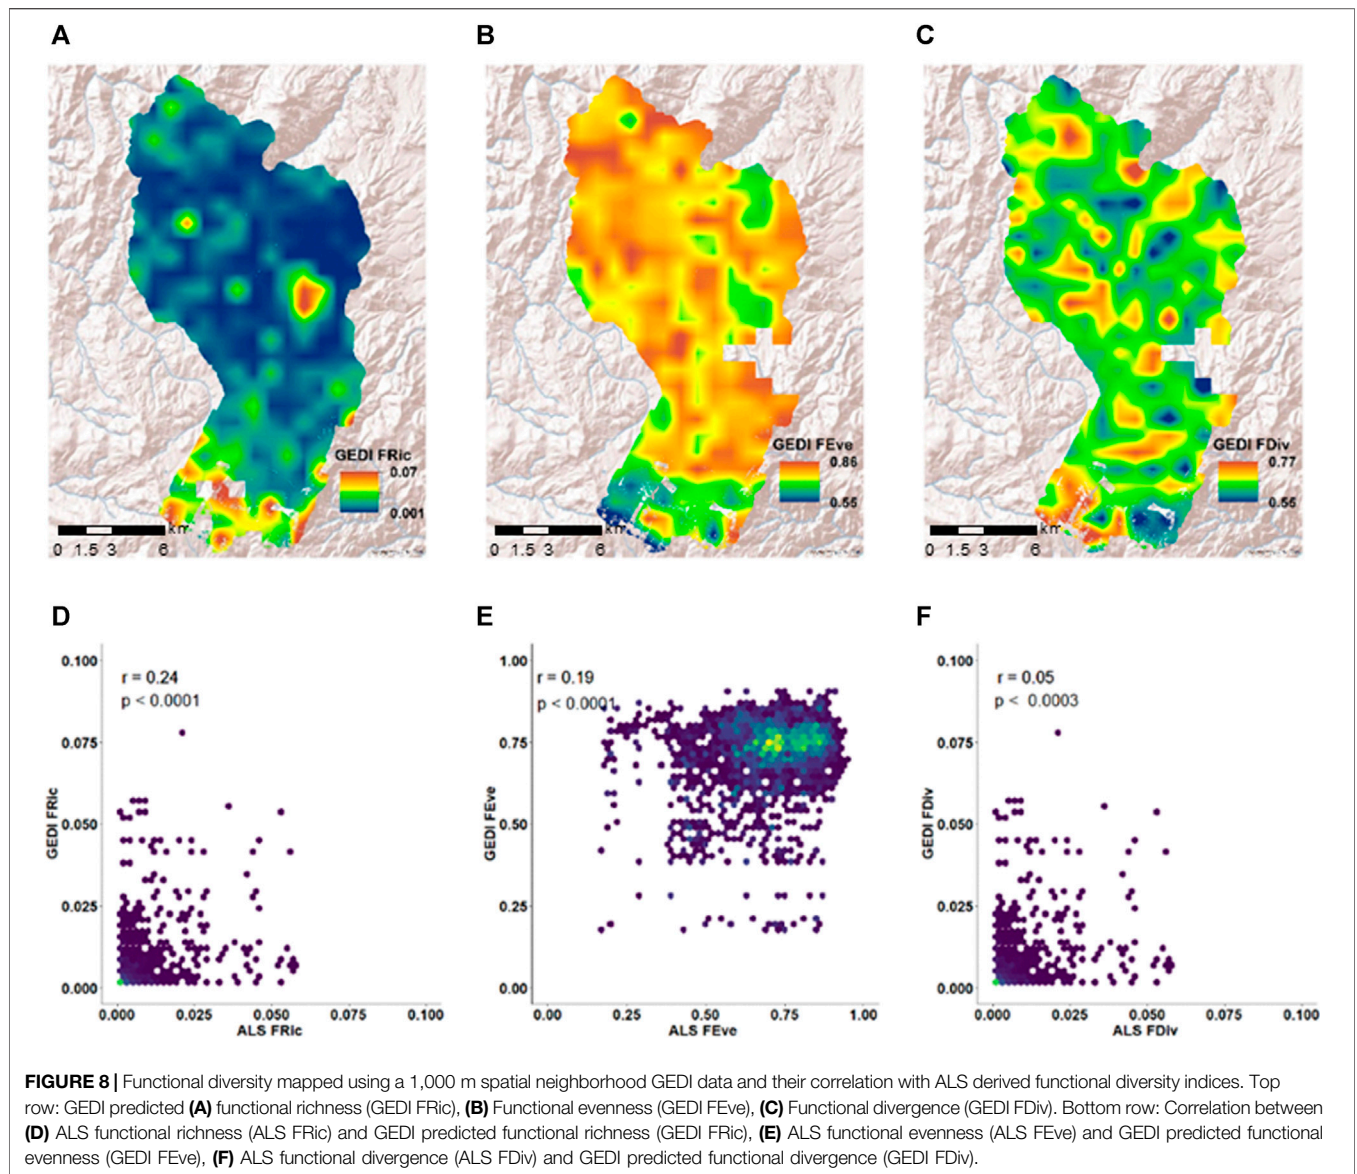 A
B
C
GEDI FRic
0.07
0.001
km
0 1.5 3 6
GEDI FEve
0.86
0.55
km
0 1.5 3 6
GEDI FDiv
0.77
0.56
km
0 1.5 3 6
D
E
F
0.100
0.075
0.050
0.025
0.000
GEDI FRic
r = 0.24
p < 0.0001
0.000 0.025 0.050 0.075 0.100
ALS FRic
1.00
0.75
0.50
0.25
0.00
GEDI FEve
r = 0.19
p < 0.0001
0.00 0.25 0.50 0.75 1.00
ALS FEve
0.100
0.075
0.050
0.025
0.000
GEDI FDiv
r = 0.05
p < 0.0003
0.000 0.025 0.050 0.075 0.100
ALS FDiv
FIGURE 8 | Functional diversity mapped using a 1,000 m spatial neighborhood GEDI data and their correlation with ALS derived functional diversity indices. Top
row: GEDI predicted (A) functional richness (GEDI FRic), (B) Functional evenness (GEDI FEve), (C) Functional divergence (GEDI FDiv). Bottom row: Correlation between
(D) ALS functional richness (ALS FRic) and GEDI predicted functional richness (GEDI FRic), (E) ALS functional evenness (ALS FEve) and GEDI predicted functional
evenness (GEDI FEve), (F) ALS functional divergence (ALS FDiv) and GEDI predicted functional divergence (GEDI FDiv).